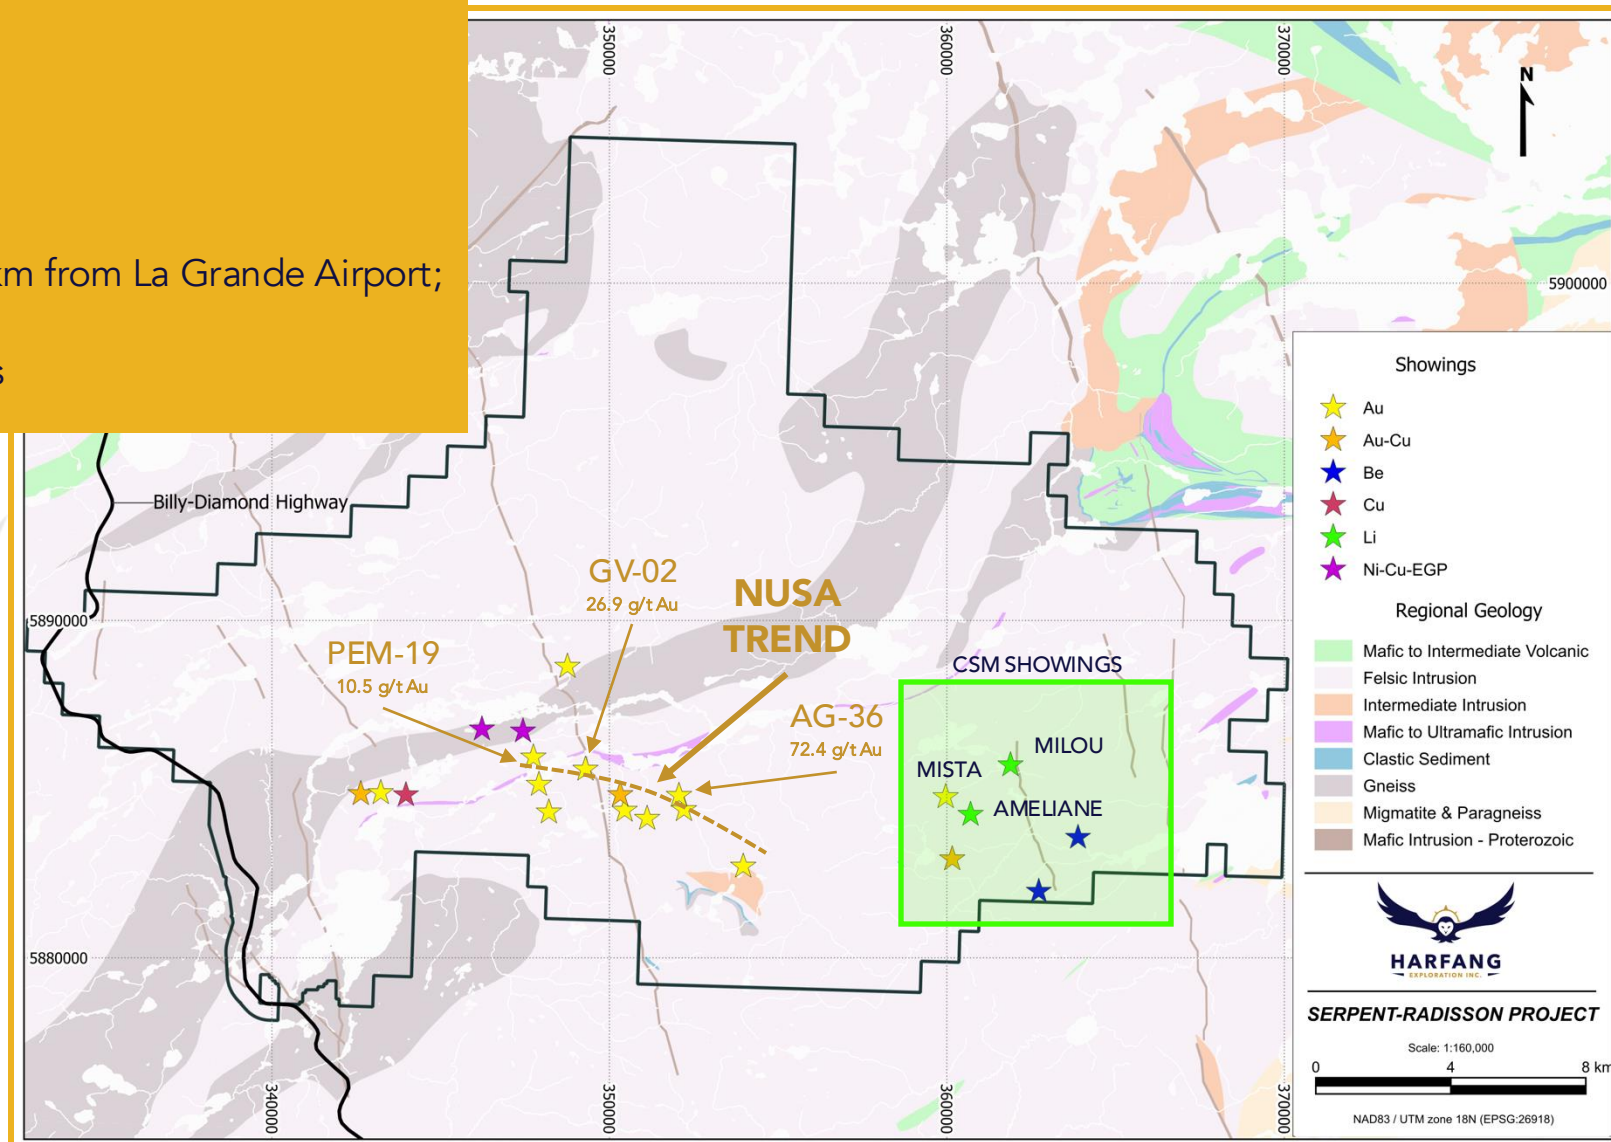 km from La Grande Airport;
s
350000
360000
370000
N
5900000
Billy-Diamond Highway
5890000
GV-02
26.9 g/t Au
NUSA
TREND
PEM-19
10.5 g/t Au
AG-36
72.4 g/t Au
CSM SHOWINGS
MILOU
MISTA
AMELIANE
5880000
340000
350000
360000
370000
Showings
Au
Au-Cu
Be
Cu
Li
Ni-Cu-EGP
Regional Geology
Mafic to Intermediate Volcanic
Felsic Intrusion
Intermediate Intrusion
Mafic to Ultramafic Intrusion
Clastic Sediment
Gneiss
Migmatite & Paragneiss
Mafic Intrusion - Proterozoic
HARFANG
EXPLORATION INC.
SERPENT-RADISSON PROJECT
Scale: 1:160,000
0 4 8 km
NAD83 / UTM zone 18N (EPSG:26918)